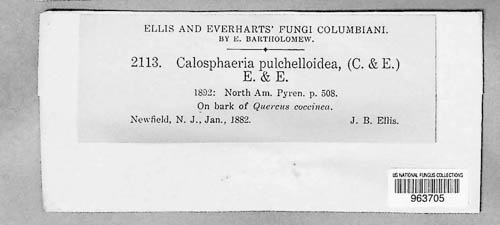 ELLIS AND EVERHARTS' FUNGI COLUMBIANI.
BY E. BARTHOLOMEW.
2113. Calosphaeria pulchelloidea, (C. & E.)
E. & E.
1892: North Am. Pyren. p. 508.
On bark of Quercus coccinea.
Newfield, N. J., Jan., 1882. J. B. Ellis.
US NATIONAL FUNGUS COLLECTIONS
963705